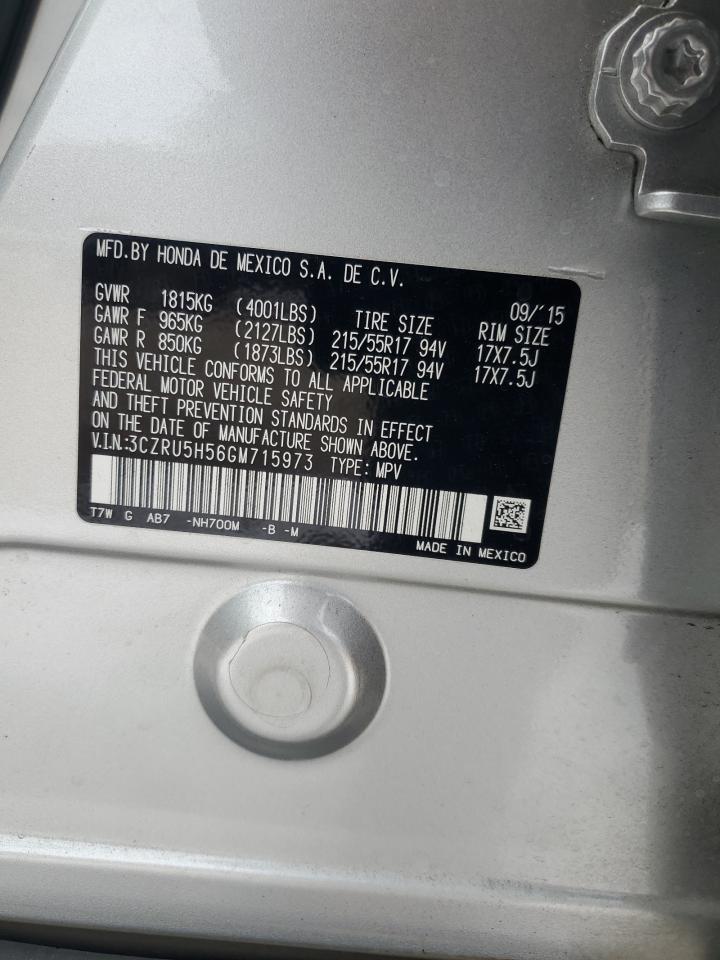 MFD.BY HONDA DE MEXICO S.A. DE C.V.
09/'15
GVWR 1815KG (4001LBS) TIRE SIZE RIM SIZE
GAWR F 965KG (2127LBS) 215/55R17 94V 17X7.5J
GAWR R 850KG (1873LBS) 215/55R17 94V 17X7.5J
THIS VEHICLE CONFORMS TO ALL APPLICABLE
FEDERAL MOTOR VEHICLE SAFETY
AND THEFT PREVENTION STANDARDS IN EFFECT
ON THE DATE OF MANUFACTURE SHOWN ABOVE.
V.I.N:3CZRU5H56GM715973 TYPE: MPV
T7W G AB7 -NH700M -B -M
MADE IN MEXICO